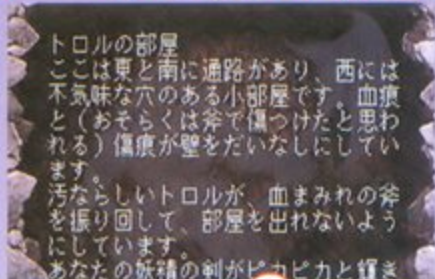 トロルの部屋
ここは東と南に通路があり、西には
不気味な穴のある小部屋です。血痕
と（おそらくは斧で傷つけたと思わ
れる）傷痕が壁をだいなしにしてい
ます。
汚ならしいトロルが、血まみれの斧
を振り回して、部屋を出れないよう
にしています。
あなたの妖精の剣がピカピカと輝き